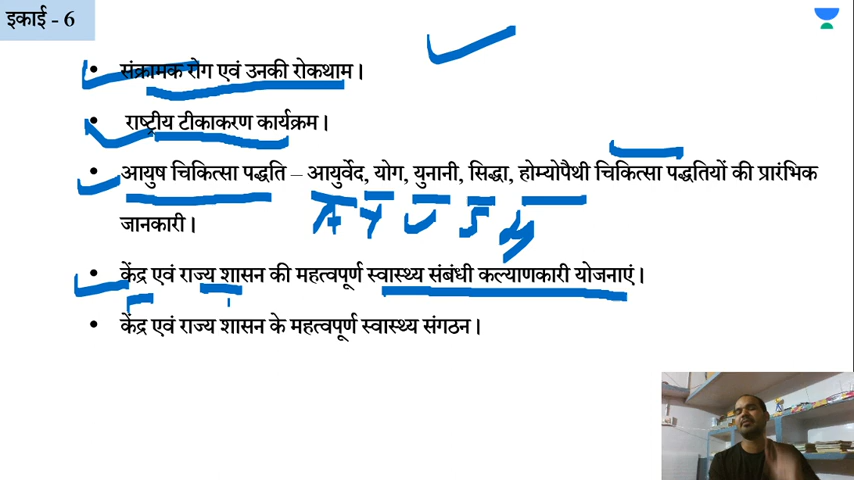 इकाई - 6
• संक्रामक रोग एवं उनकी रोकथाम।
• राष्ट्रीय टीकाकरण कार्यक्रम।
• आयुष चिकित्सा पद्धति – आयुर्वेद, योग, युनानी, सिद्धा, होम्योपैथी चिकित्सा पद्धतियों की प्रारंभिक
जानकारी।
A Y U S H
• केंद्र एवं राज्य शासन की महत्वपूर्ण स्वास्थ्य संबंधी कल्याणकारी योजनाएं।
• केंद्र एवं राज्य शासन के महत्वपूर्ण स्वास्थ्य संगठन।